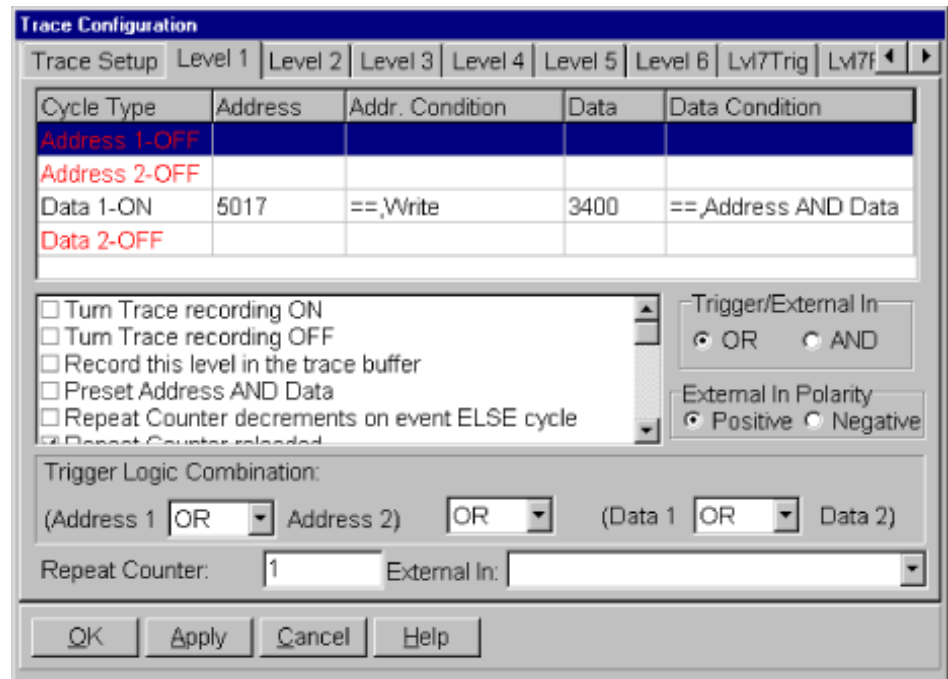 Trace Configuration
Trace Setup Level 1 Level 2 Level 3 Level 4 Level 5 Level 6 Lvl7Trig Lvl7F
Cycle Type Address Addr. Condition Data Data Condition
Address 1-OFF
Address 2-OFF
Data 1-ON 5017 ==,Write 3400 ==,Address AND Data
Data 2-OFF
Turn Trace recording ON
Turn Trace recording OFF
Record this level in the trace buffer
Preset Address AND Data
Repeat Counter decrements on event ELSE cycle
Repeat Counter reloaded
Trigger/External In
OR AND
External In Polarity
Positive Negative
Trigger Logic Combination:
(Address 1 OR Address 2) OR (Data 1 OR Data 2)
Repeat Counter: 1 External In:
OK Apply Cancel Help